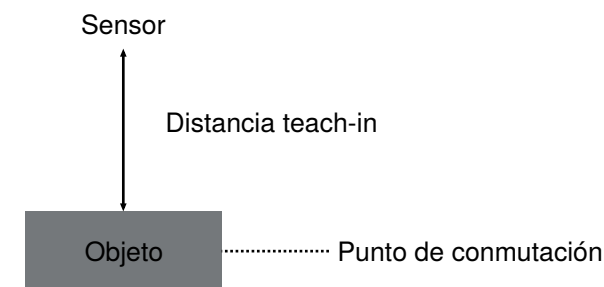 Sensor
Distancia teach-in
Objeto
Punto de conmutación